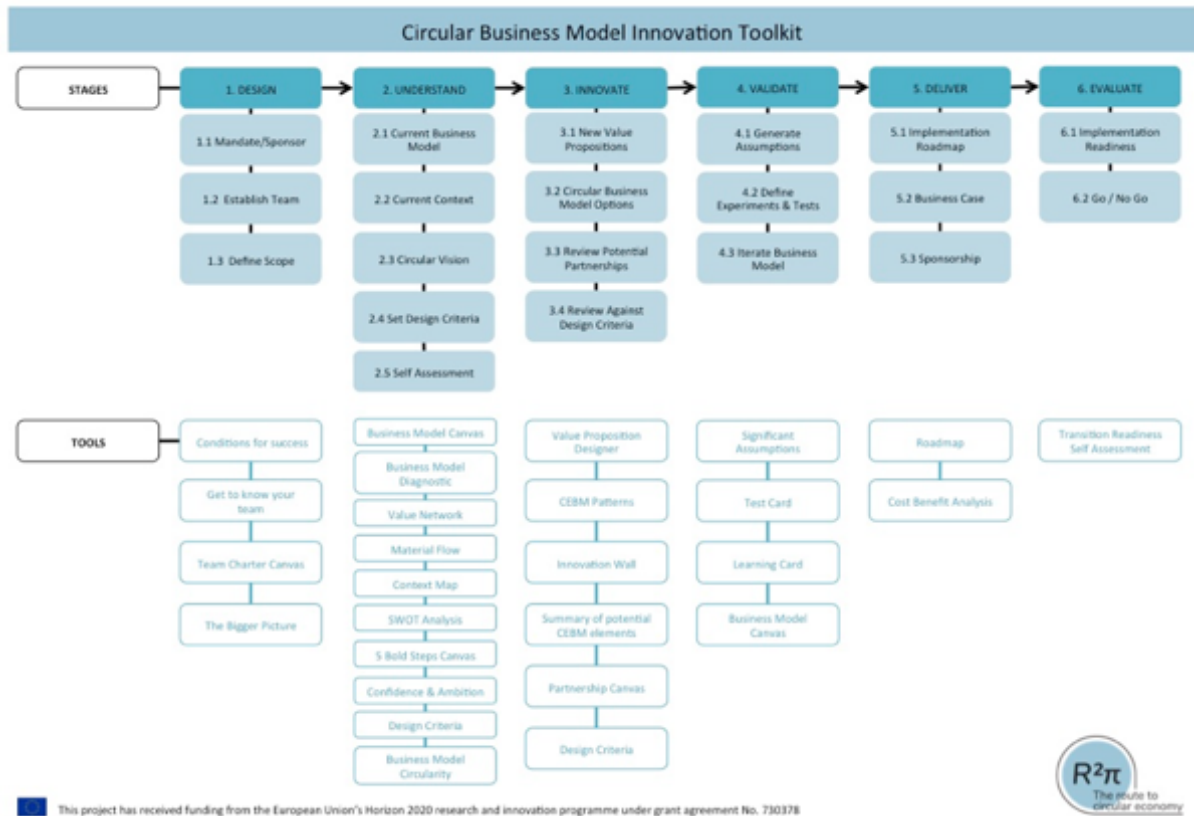 Circular Business Model Innovation Toolkit
STAGES
1. DESIGN
2. UNDERSTAND
3. INNOVATE
4. VALIDATE
5. DELIVER
6. EVALUATE
1.1 Mandate/Sponsor
1.2 Establish Team
1.3 Define Scope
2.1 Current Business
Model
2.2 Current Context
2.3 Circular Vision
2.4 Set Design Criteria
2.5 Self Assessment
3.1 New Value
Propositions
3.2 Circular Business
Model Options
3.3 Review Potential
Partnerships
3.4 Review Against
Design Criteria
4.1 Generate
Assumptions
4.2 Define
Experiments & Tests
4.3 Iterate Business
Model
5.1 Implementation
Roadmap
5.2 Business Case
5.3 Sponsorship
6.1 Implementation
Readiness
6.2 Go / No Go
TOOLS
Conditions for success
Get to know your
team
Team Charter Canvas
The Bigger Picture
Business Model Canvas
Business Model
Diagnostic
Value Network
Material Flow
Context Map
SWOT Analysis
5 Bold Steps Canvas
Confidence & Ambition
Design Criteria
Business Model
Circularity
Value Proposition
Designer
CEBM Patterns
Innovation Wall
Summary of potential
CEBM elements
Partnership Canvas
Design Criteria
Significant
Assumptions
Test Card
Learning Card
Business Model
Canvas
Roadmap
Cost Benefit Analysis
Transition Readiness
Self Assessment
R²π
The route to
circular economy
This project has received funding from the European Union's Horizon 2020 research and innovation programme under grant agreement No. 730378